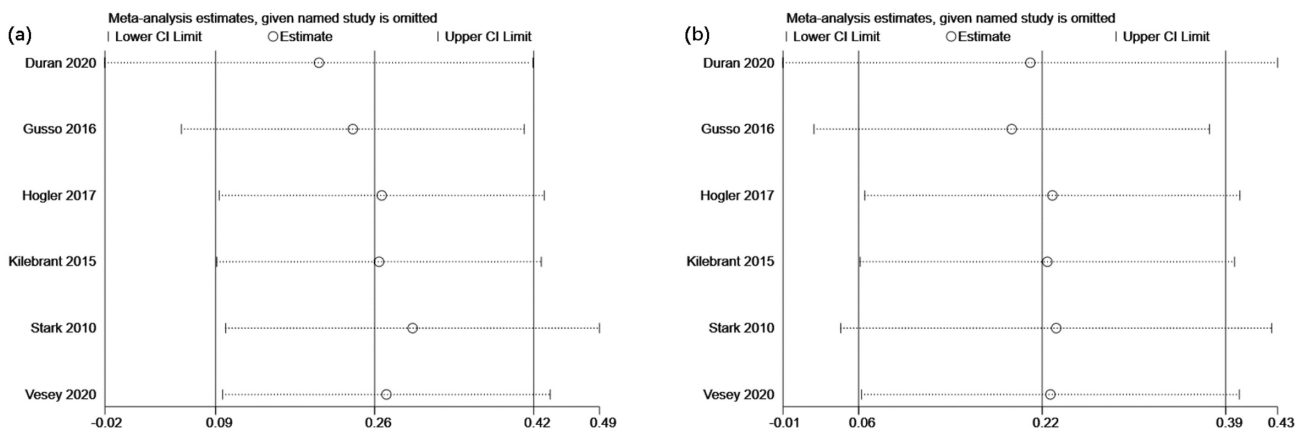 (a)
Meta-analysis estimates, given named study is omitted
| Lower CI Limit ○Estimate | Upper CI Limit
Duran 2020
Gusso 2016
Hogler 2017
Kilebrant 2015
Stark 2010
Vesey 2020
-0.02 0.09 0.26 0.42 0.49
(b)
Meta-analysis estimates, given named study is omitted
| Lower CI Limit ○Estimate | Upper CI Limit
Duran 2020
Gusso 2016
Hogler 2017
Kilebrant 2015
Stark 2010
Vesey 2020
-0.01 0.06 0.22 0.39 0.43